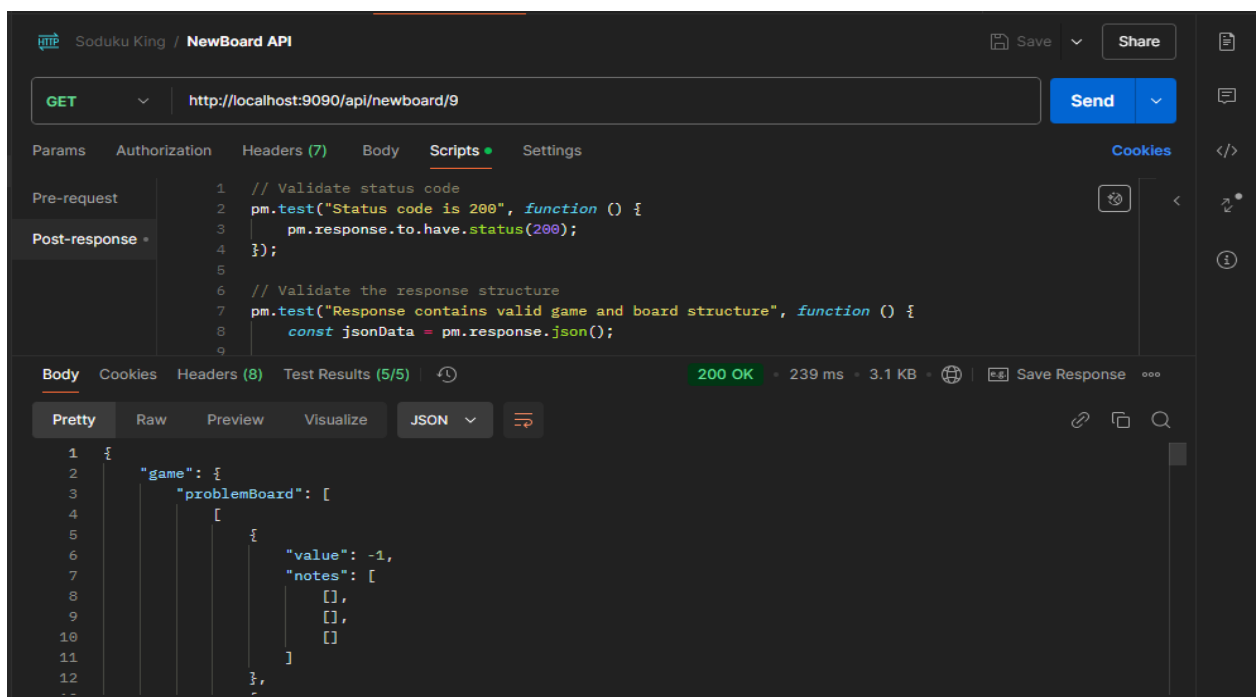 HTTP Soduku King / NewBoard API Save Share
GET http://localhost:9090/api/newboard/9 Send
Params Authorization Headers (7) Body Scripts Settings Cookies
Pre-request
Post-response
1 // Validate status code
2 pm.test("Status code is 200", function () {
3 pm.response.to.have.status(200);
4 });
5
6 // Validate the response structure
7 pm.test("Response contains valid game and board structure", function () {
8 const jsonData = pm.response.json();
9
Body Cookies Headers (8) Test Results (5/5) 200 OK 239 ms 3.1 KB e.g. Save Response
Pretty Raw Preview Visualize JSON
1 {
2 "game": {
3 "problemBoard": [
4 [
5 {
6 "value": -1,
7 "notes": [
8 [],
9 [],
10 []
11 ]
12 },